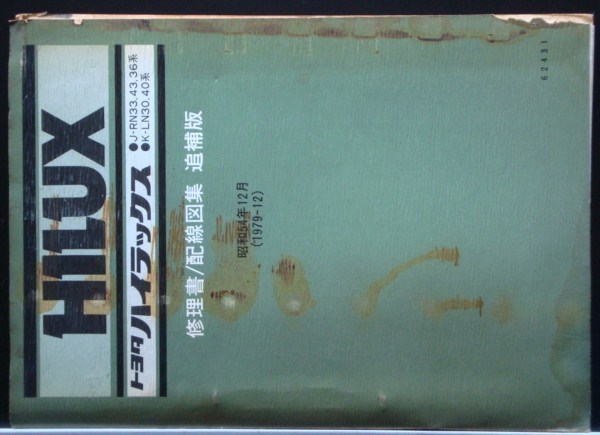 HILUX
トヨタ ハイラックス
●J-RN33,43,36系
●K-LN30,40系
修理書/配線図集 追補版
昭和54年12月
('1979-12)
62431